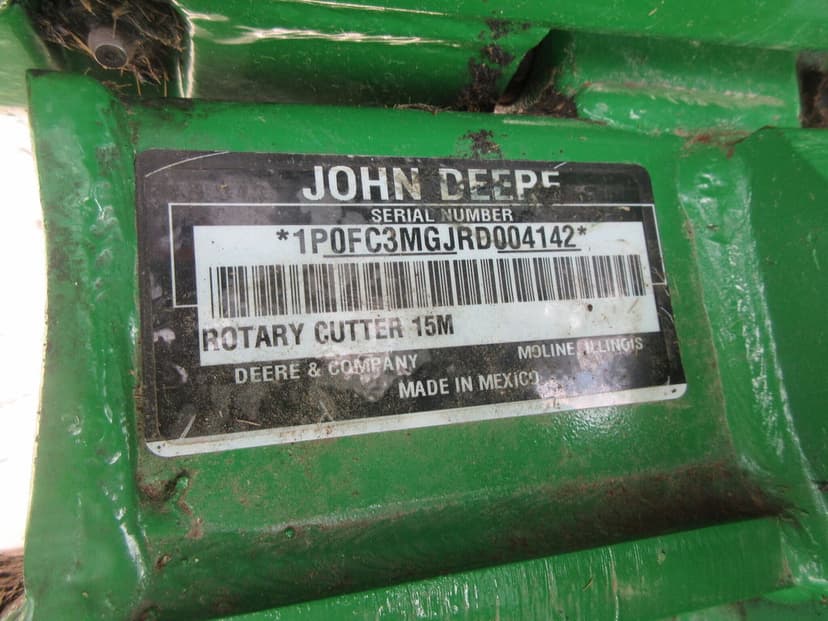 JOHN DEERE
SERIAL NUMBER
*1P0FC3MGJRD004142*
ROTARY CUTTER 15M
DEERE & COMPANY MOLINE, ILLINOIS
MADE IN MEXICO